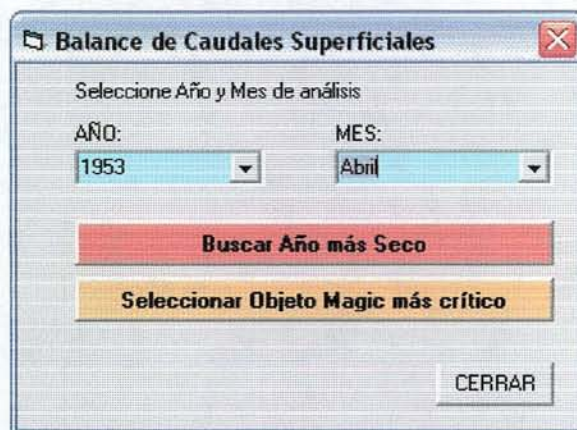 Balance de Caudales Superficiales
Seleccione Año y Mes de análisis
AÑO: MES:
1953 Abril
Buscar Año más Seco
Seleccionar Objeto Magic más crítico
CERRAR